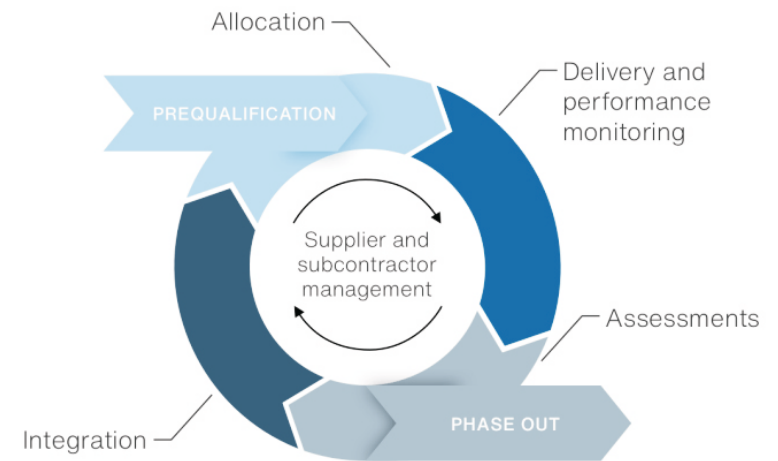 Allocation
Delivery and
performance
monitoring
PREQUALIFICATION
Supplier and
subcontractor
management
Assessments
PHASE OUT
Integration